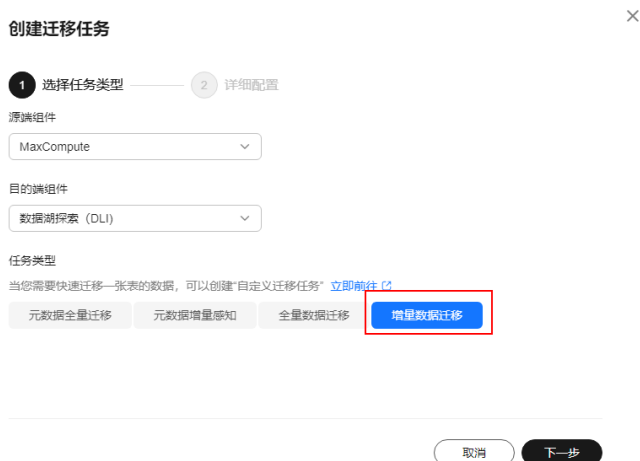 创建迁移任务
1 选择任务类型 2 详细配置
源端组件
MaxCompute
目的端组件
数据湖探索（DLI)
任务类型
当您需要快速迁移一张表的数据，可以创建“自定义迁移任务” 立即前往
元数据全量迁移 元数据增量感知 全量数据迁移 增量数据迁移
取消 下一步